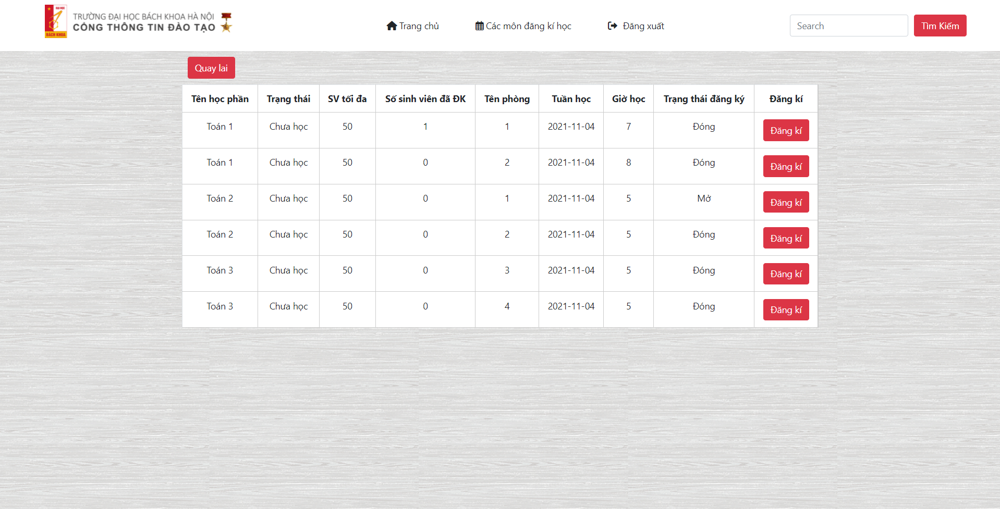 ĐẠI HỌC
BÁCH KHOA
TRƯỜNG ĐẠI HỌC BÁCH KHOA HÀ NỘI
CỔNG THÔNG TIN ĐÀO TẠO
Trang chủ Các môn đăng kí học Đăng xuất Search Tìm Kiếm
Quay lai
Tên học phần Trạng thái SV tối đa Số sinh viên đã ĐK Tên phòng Tuần học Giờ học Trạng thái đăng ký Đăng kí
Toán 1 Chưa học 50 1 1 2021-11-04 7 Đóng Đăng kí
Toán 1 Chưa học 50 0 2 2021-11-04 8 Đóng Đăng kí
Toán 2 Chưa học 50 0 1 2021-11-04 5 Mở Đăng kí
Toán 2 Chưa học 50 0 2 2021-11-04 5 Đóng Đăng kí
Toán 3 Chưa học 50 0 3 2021-11-04 5 Đóng Đăng kí
Toán 3 Chưa học 50 0 4 2021-11-04 5 Đóng Đăng kí